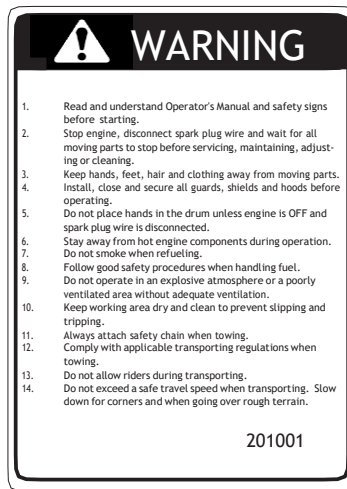 WARNING
1. Read and understand Operator's Manual and safety signs
before starting.
2. Stop engine, disconnect spark plug wire and wait for all
moving parts to stop before servicing, maintaining, adjust-
ing or cleaning.
3. Keep hands, feet, hair and clothing away from moving parts.
4. Install, close and secure all guards, shields and hoods before
operating.
5. Do not place hands in the drum unless engine is OFF and
spark plug wire is disconnected.
6. Stay away from hot engine components during operation.
7. Do not smoke when refueling.
8. Follow good safety procedures when handling fuel.
9. Do not operate in an explosive atmosphere or a poorly
ventilated area without adequate ventilation.
10. Keep working area dry and clean to prevent slipping and
tripping.
11. Always attach safety chain when towing.
12. Comply with applicable transporting regulations when
towing.
13. Do not allow riders during transporting.
14. Do not exceed a safe travel speed when transporting. Slow
down for corners and when going over rough terrain.
201001